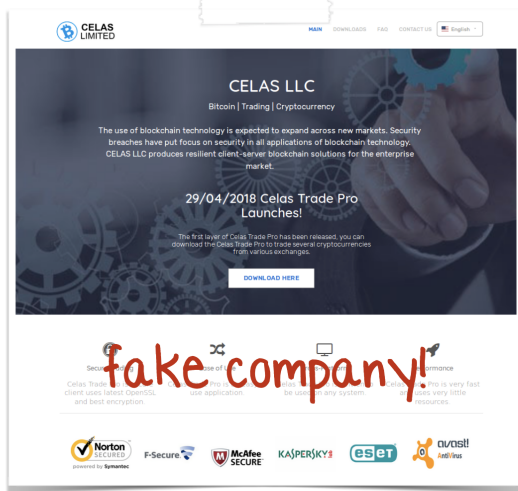 CELAS
LIMITED
MAIN DOWNLOADS FAQ CONTACT US English
CELAS LLC
Bitcoin | Trading | Cryptocurrency
The use of blockchain technology is expected to expand across new markets. Security
breaches have put focus on security in all applications of blockchain technology.
CELAS LLC produces resilient client-server blockchain solutions for the enterprise
market.
29/04/2018 Celas Trade Pro
Launches!
The first layer of Celas Trade Pro has been released, you can
download the Celas Trade Pro to trade several cryptocurrencies
from various exchanges.
DOWNLOAD HERE
fake company!
Celas Trade
client uses latest OpenSSL
and best encryption
use application
be used in any system
Pro is very fast
uses very little
resources.
Norton
SECURED
powered by Symantec
F-Secure
McAfee
SECURE
KASPERSKY
eseT
avast!
AntiVirus